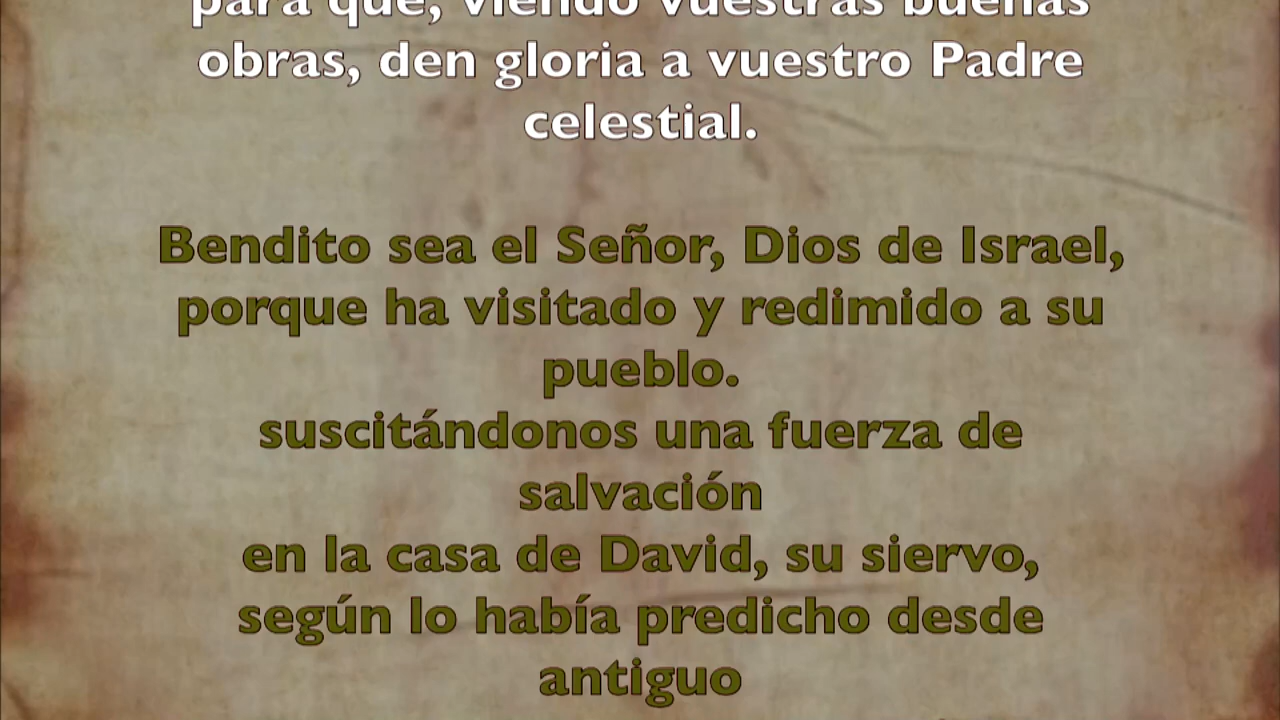 para que, viendo vuestras buenas
obras, den gloria a vuestro Padre
celestial.
Bendito sea el Señor, Dios de Israel,
porque ha visitado y redimido a su
pueblo.
suscitándonos una fuerza de
salvación
en la casa de David, su siervo,
según lo había predicho desde
antiguo